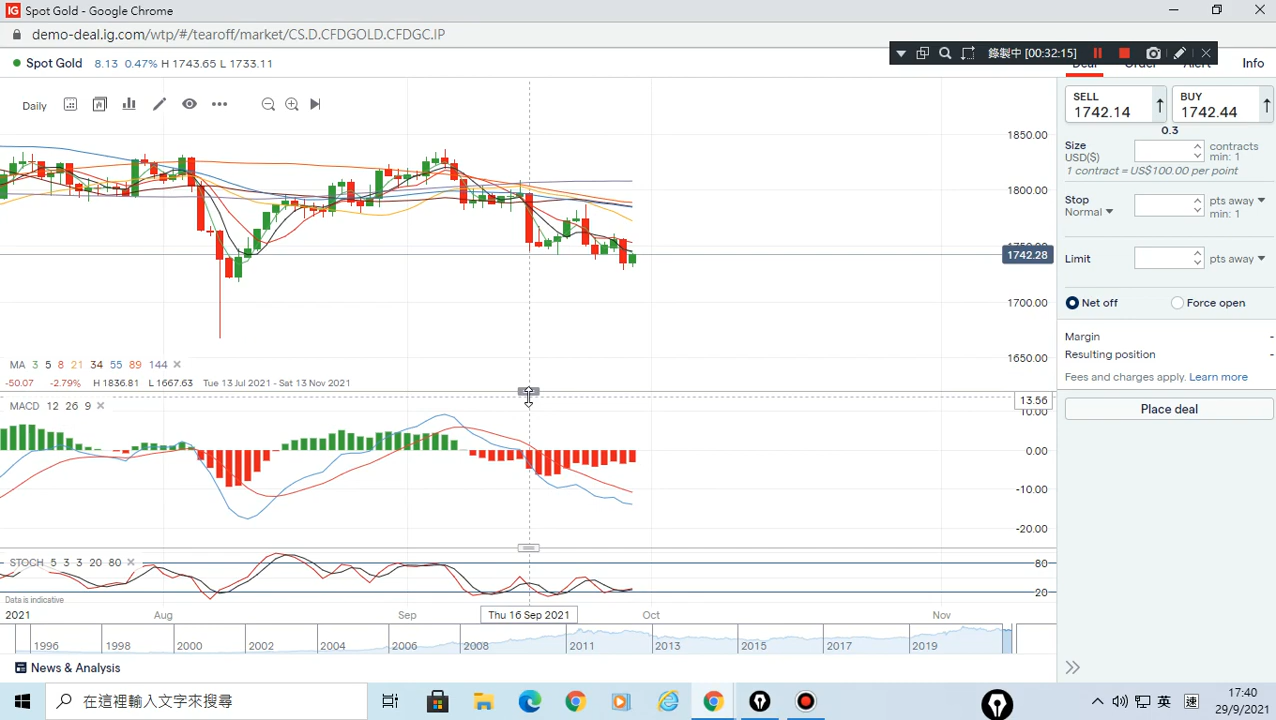 IG Spot Gold - Google Chrome
demo-deal.ig.com/wtp/#/tearoff/market/CS.D.CFDGOLD.CFDGC.IP
錄製中 [00:32:15]
Spot Gold 8.13 0.47% H 1743.65 L 1733.11
Deal Order Alert Info
Daily
SELL
1742.14
BUY
1742.44
0.3
Size
USD($)
contracts
min: 1
1 contract = US$100.00 per point
Stop
Normal
pts away
min: 1
Limit
pts away
Net off
Force open
Margin -
Resulting position -
Fees and charges apply. Learn more
Place deal
1850.00
1800.00
1750.00
1742.28
1700.00
1650.00
MA 3 5 8 21 34 55 89 144
-50.07 -2.79% H 1836.81 L 1667.63 Tue 13 Jul 2021 - Sat 13 Nov 2021
MACD 12 26 9
13.56
10.00
0.00
-10.00
-20.00
STOCH 5 3 3 20 80
80
20
Data is indicative
2021 Aug Sep Thu 16 Sep 2021 Oct Nov
1996 1998 2000 2002 2004 2006 2008 2011 2013 2015 2017 2019
News & Analysis
在這裡輸入文字來搜尋
英
速
17:40
29/9/2021